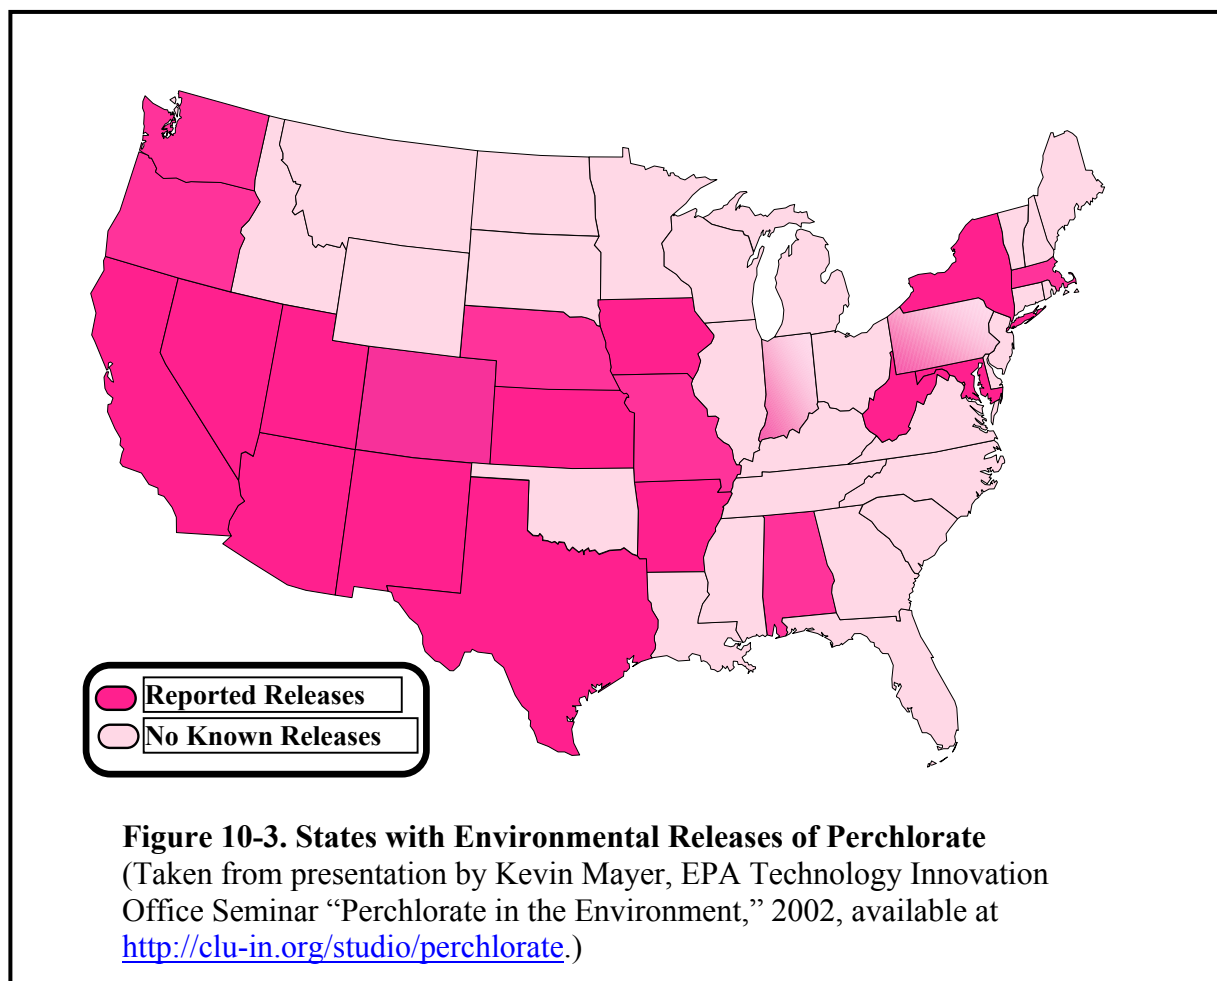 Reported Releases
No Known Releases
Figure 10-3. States with Environmental Releases of Perchlorate
(Taken from presentation by Kevin Mayer, EPA Technology Innovation
Office Seminar “Perchlorate in the Environment,” 2002, available at
http://clu-in.org/studio/perchlorate.)